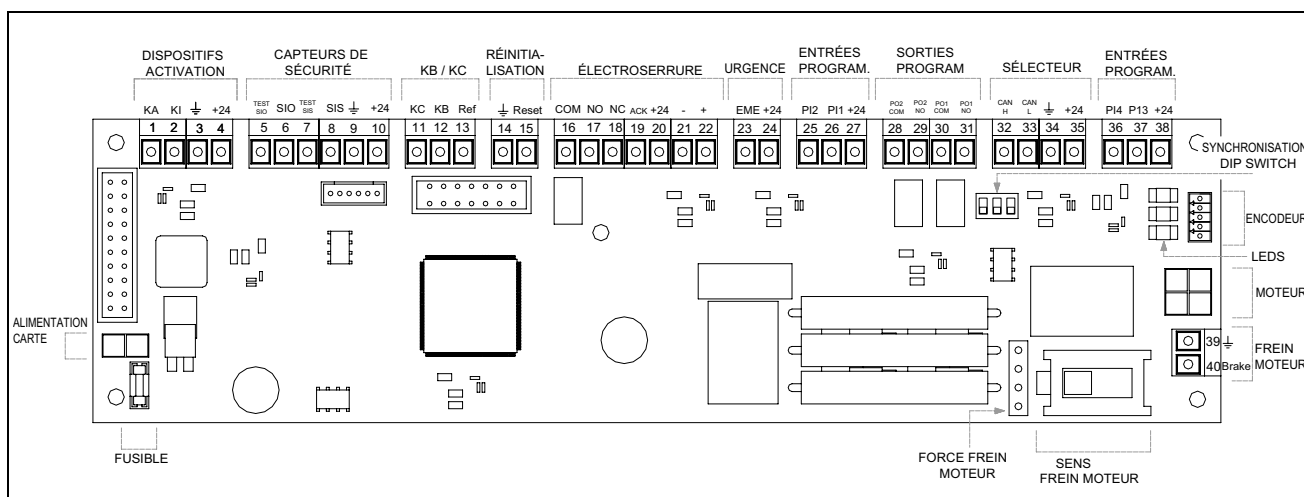 DISPOSITIFS
ACTIVATION
CAPTEURS DE
SÉCURITÉ
KB / KC
RÉINITIA-
LISATION
ÉLECTROSERRURE
URGENCE
ENTRÉES
PROGRAM.
SORTIES
PROGRAM
SÉLECTEUR
ENTRÉES
PROGRAM.
KA KI +24
TEST SIO SIO TEST SIS SIS +24
KC KB Ref
Reset
COM NO NC ACK +24 - +
EME +24
PI2 PI1 +24
PO2 COM PO2 NO PO1 COM PO1 NO
CAN H CAN L +24
PI4 P13 +24
1 2 3 4 5 6 7 8 9 10 11 12 13 14 15 16 17 18 19 20 21 22 23 24 25 26 27 28 29 30 31 32 33 34 35 36 37 38
SYNCHRONISATION
DIP SWITCH
ENCODEUR
LEDS
MOTEUR
ALIMENTATION
CARTE
39
40 Brake
FREIN
MOTEUR
FUSIBLE
FORCE FREIN
MOTEUR
SENS
FREIN MOTEUR